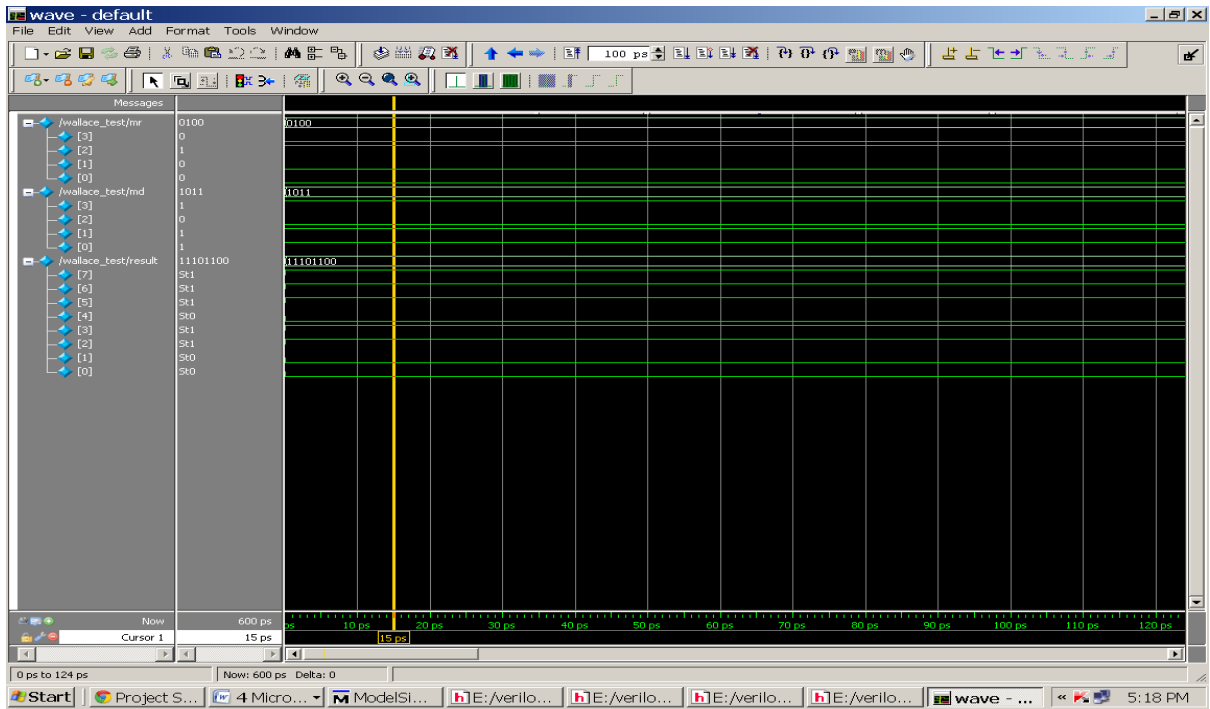 wave - default
File Edit View Add Format Tools Window
100 ps
Messages
/wallace_test/mr 0100 0100
[3] 0
[2] 1
[1] 0
[0] 0
/wallace_test/md 1011 1011
[3] 1
[2] 0
[1] 1
[0] 1
/wallace_test/result 11101100 11101100
[7] St1
[6] St1
[5] St1
[4] St0
[3] St1
[2] St1
[1] St0
[0] St0
Now 600 ps ps 10 ps 20 ps 30 ps 40 ps 50 ps 60 ps 70 ps 80 ps 90 ps 100 ps 110 ps 120 ps
Cursor 1 15 ps 15 ps
0 ps to 124 ps Now: 600 ps Delta: 0
Start Project S... 4 Micro... ModelSi... E:/verilo... E:/verilo... E:/verilo... E:/verilo... wave - ... « 5:18 PM